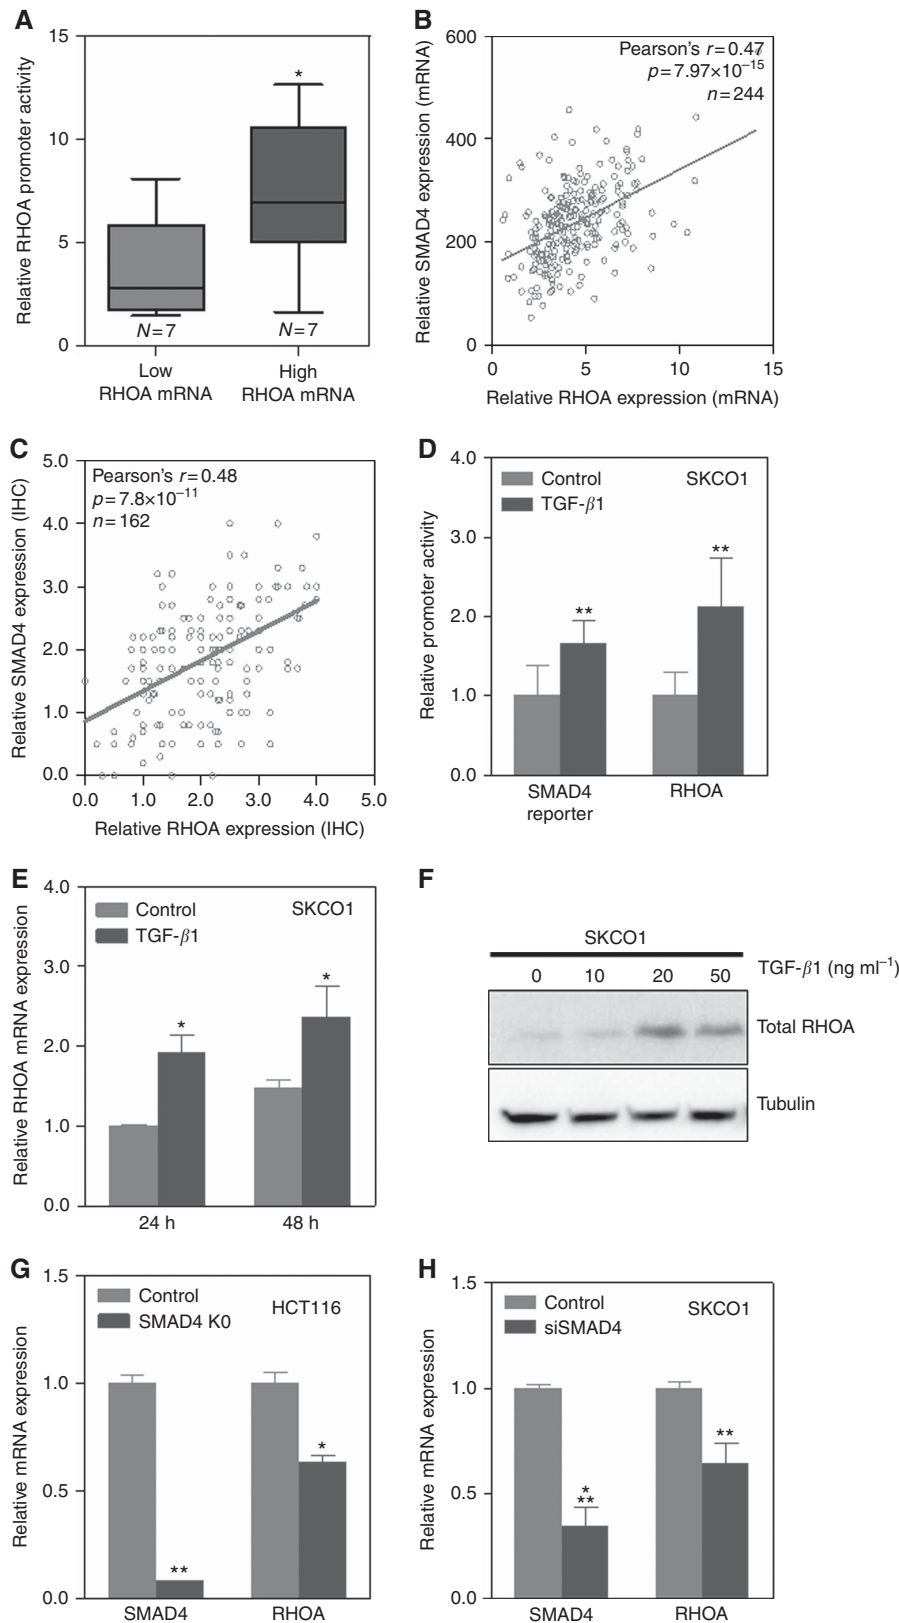 A
15
10
5
0
Relative RHOA promoter activity
*
N=7
N=7
Low
RHOA mRNA
High
RHOA mRNA
B
600
400
200
0
Relative SMAD4 expression (mRNA)
Pearson's r=0.47
p=7.97×10⁻¹⁵
n=244
0
5
10
15
Relative RHOA expression (mRNA)
C
5.0
4.0
3.0
2.0
1.0
0.0
Relative SMAD4 expression (IHC)
Pearson's r=0.48
p=7.8×10⁻¹¹
n=162
0.0
1.0
2.0
3.0
4.0
5.0
Relative RHOA expression (IHC)
D
4.0
3.0
2.0
1.0
0.0
Relative promoter activity
Control
TGF-β1
SKCO1
**
**
SMAD4
reporter
RHOA
E
4.0
3.0
2.0
1.0
0.0
Relative RHOA mRNA expression
Control
TGF-β1
SKCO1
*
*
24 h
48 h
F
SKCO1
0 10 20 50 TGF-β1 (ng ml⁻¹)
Total RHOA
Tubulin
G
1.5
1.0
0.5
0.0
Relative mRNA expression
Control
SMAD4 K0
HCT116
**
*
SMAD4
RHOA
H
1.5
1.0
0.5
0.0
Relative mRNA expression
Control
siSMAD4
SKCO1
*
**
**
SMAD4
RHOA